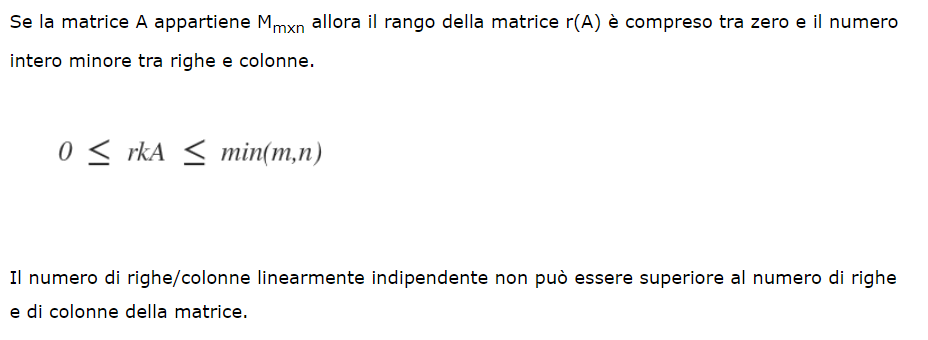 Se la matrice A appartiene Mmxn allora il rango della matrice r(A) è compreso tra zero e il numero
intero minore tra righe e colonne.
0 ≤ rkA ≤ min(m,n)
Il numero di righe/colonne linearmente indipendente non può essere superiore al numero di righe
e di colonne della matrice.